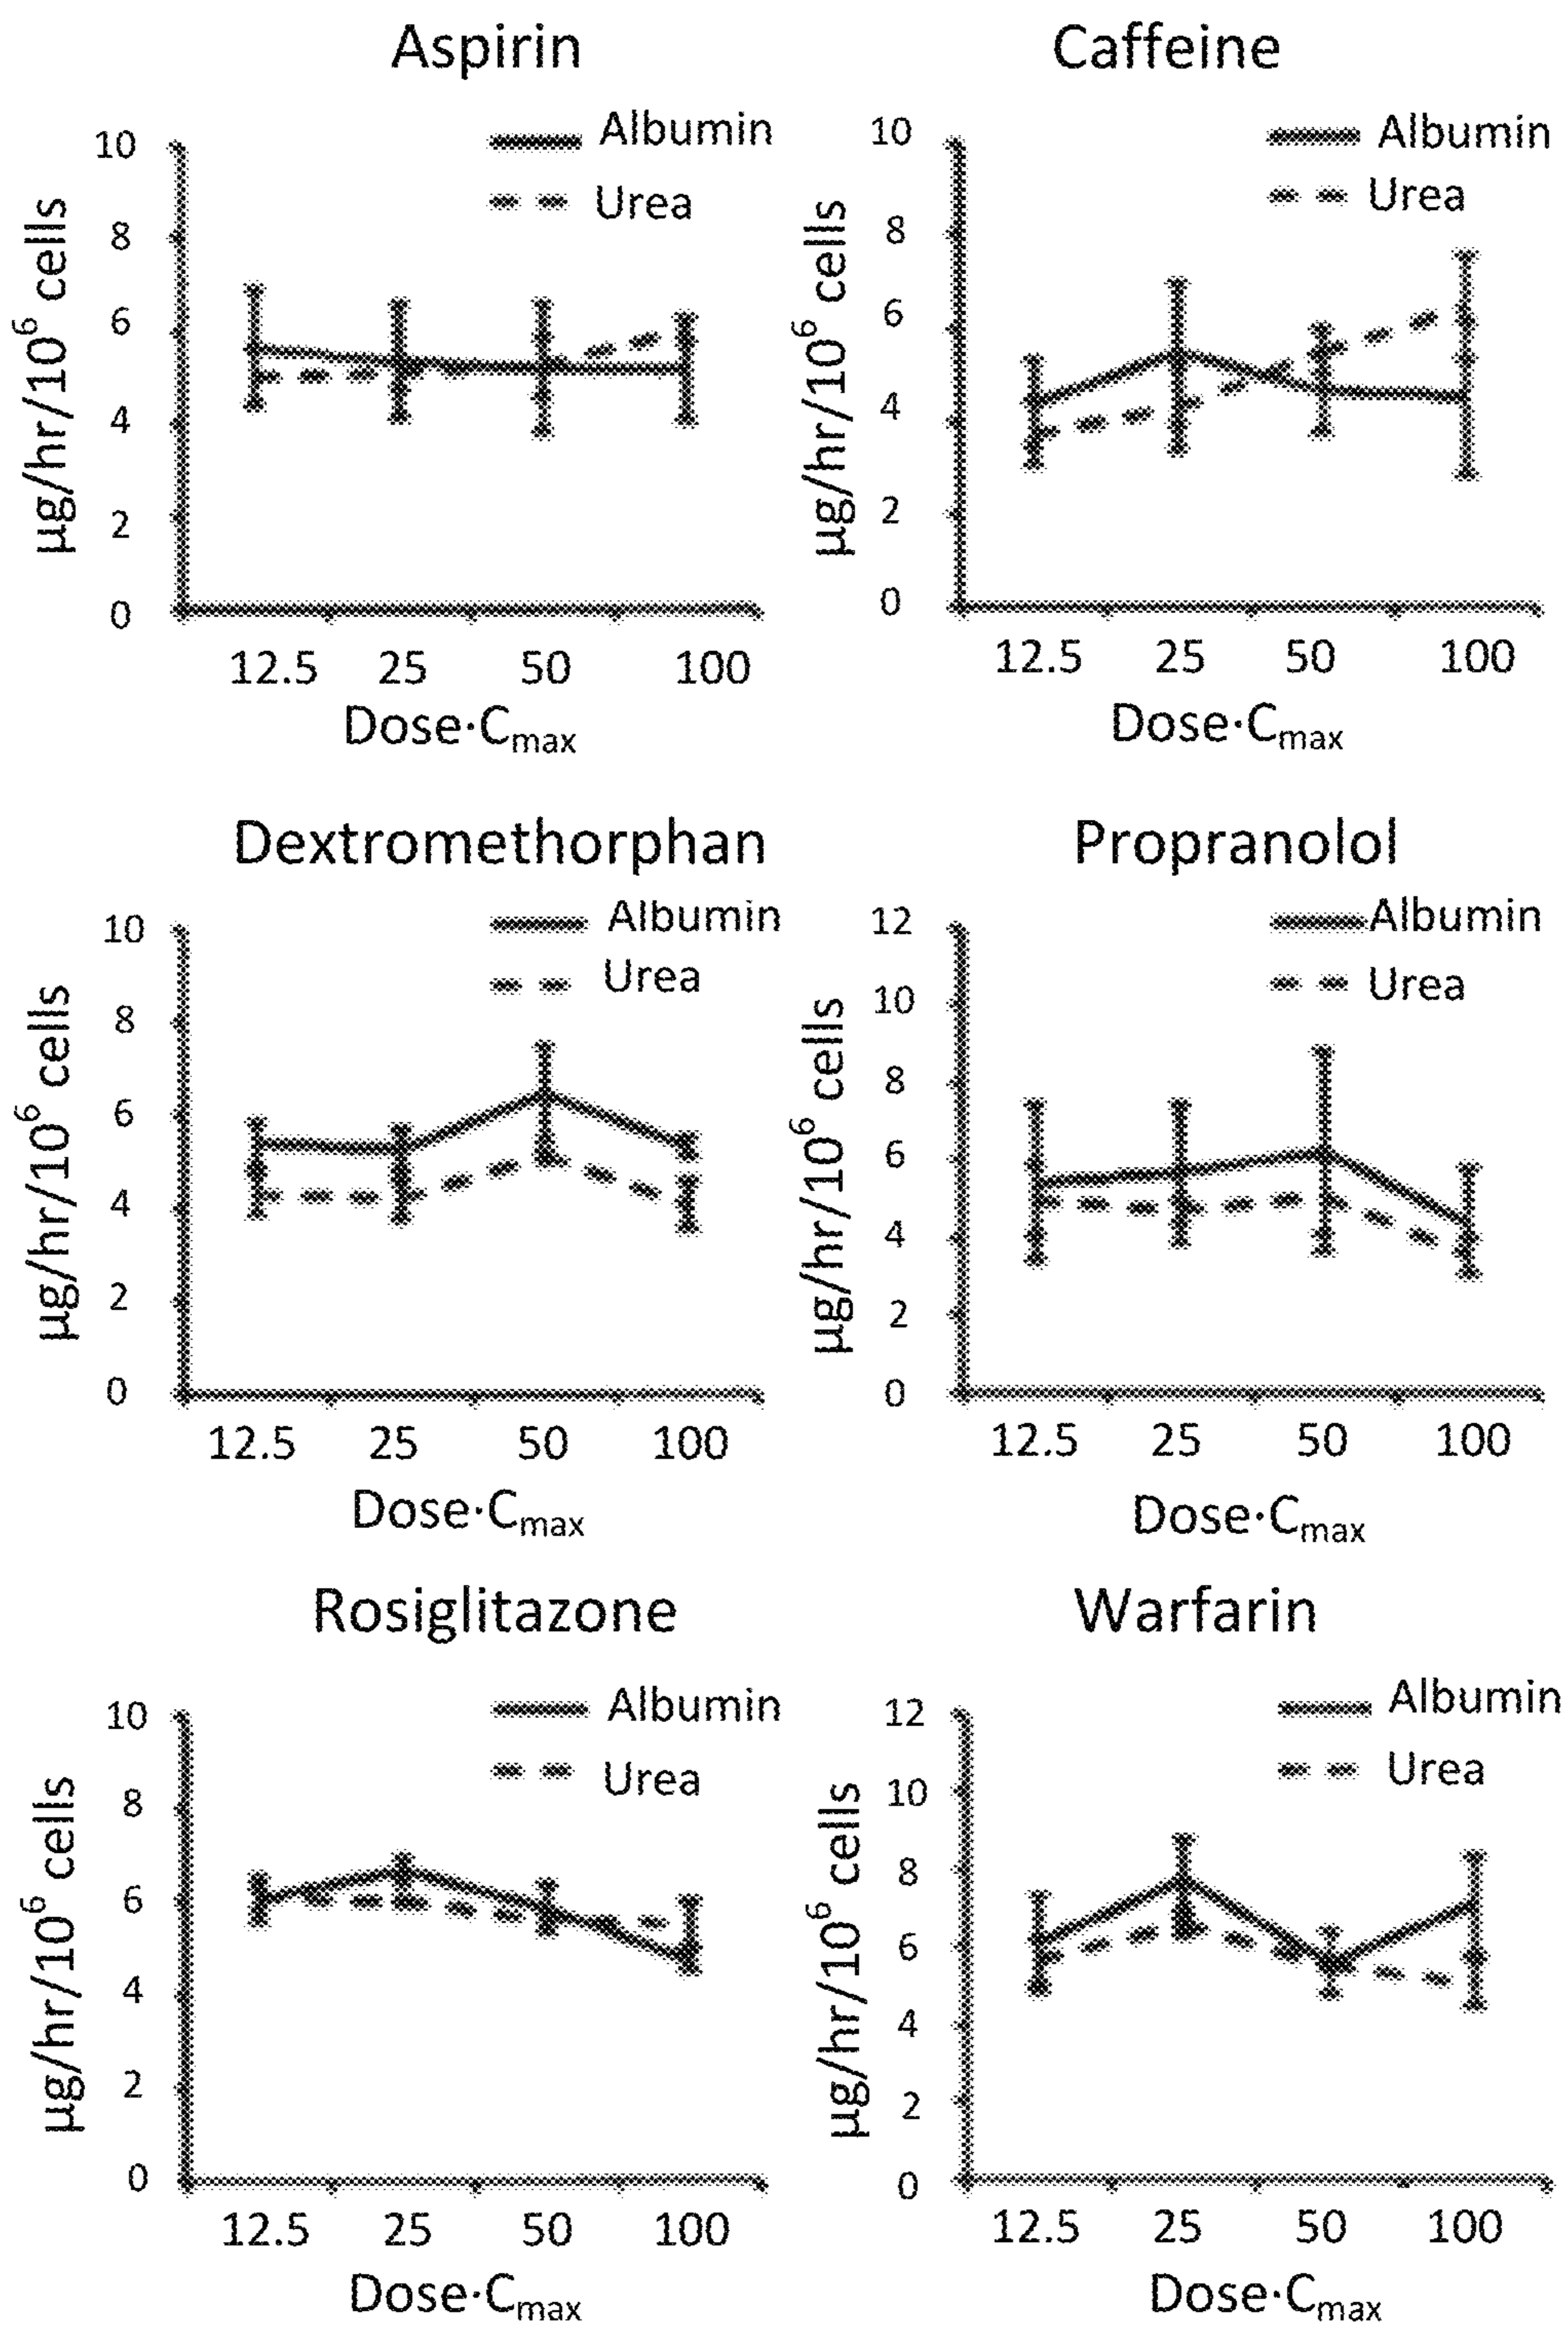 Aspirin
Albumin
Urea
10
8
6
4
2
0
µg/hr/10⁶ cells
12.5 25 50 100
Dose·Cmax
Caffeine
Albumin
Urea
10
8
6
4
2
0
µg/hr/10⁶ cells
12.5 25 50 100
Dose·Cmax
Dextromethorphan
Albumin
Urea
10
8
6
4
2
0
µg/hr/10⁶ cells
12.5 25 50 100
Dose·Cmax
Propranolol
Albumin
Urea
12
10
8
6
4
2
0
µg/hr/10⁶ cells
12.5 25 50 100
Dose·Cmax
Rosiglitazone
Albumin
Urea
10
8
6
4
2
0
µg/hr/10⁶ cells
12.5 25 50 100
Dose·Cmax
Warfarin
Albumin
Urea
12
10
8
6
4
2
0
µg/hr/10⁶ cells
12.5 25 50 100
Dose·Cmax